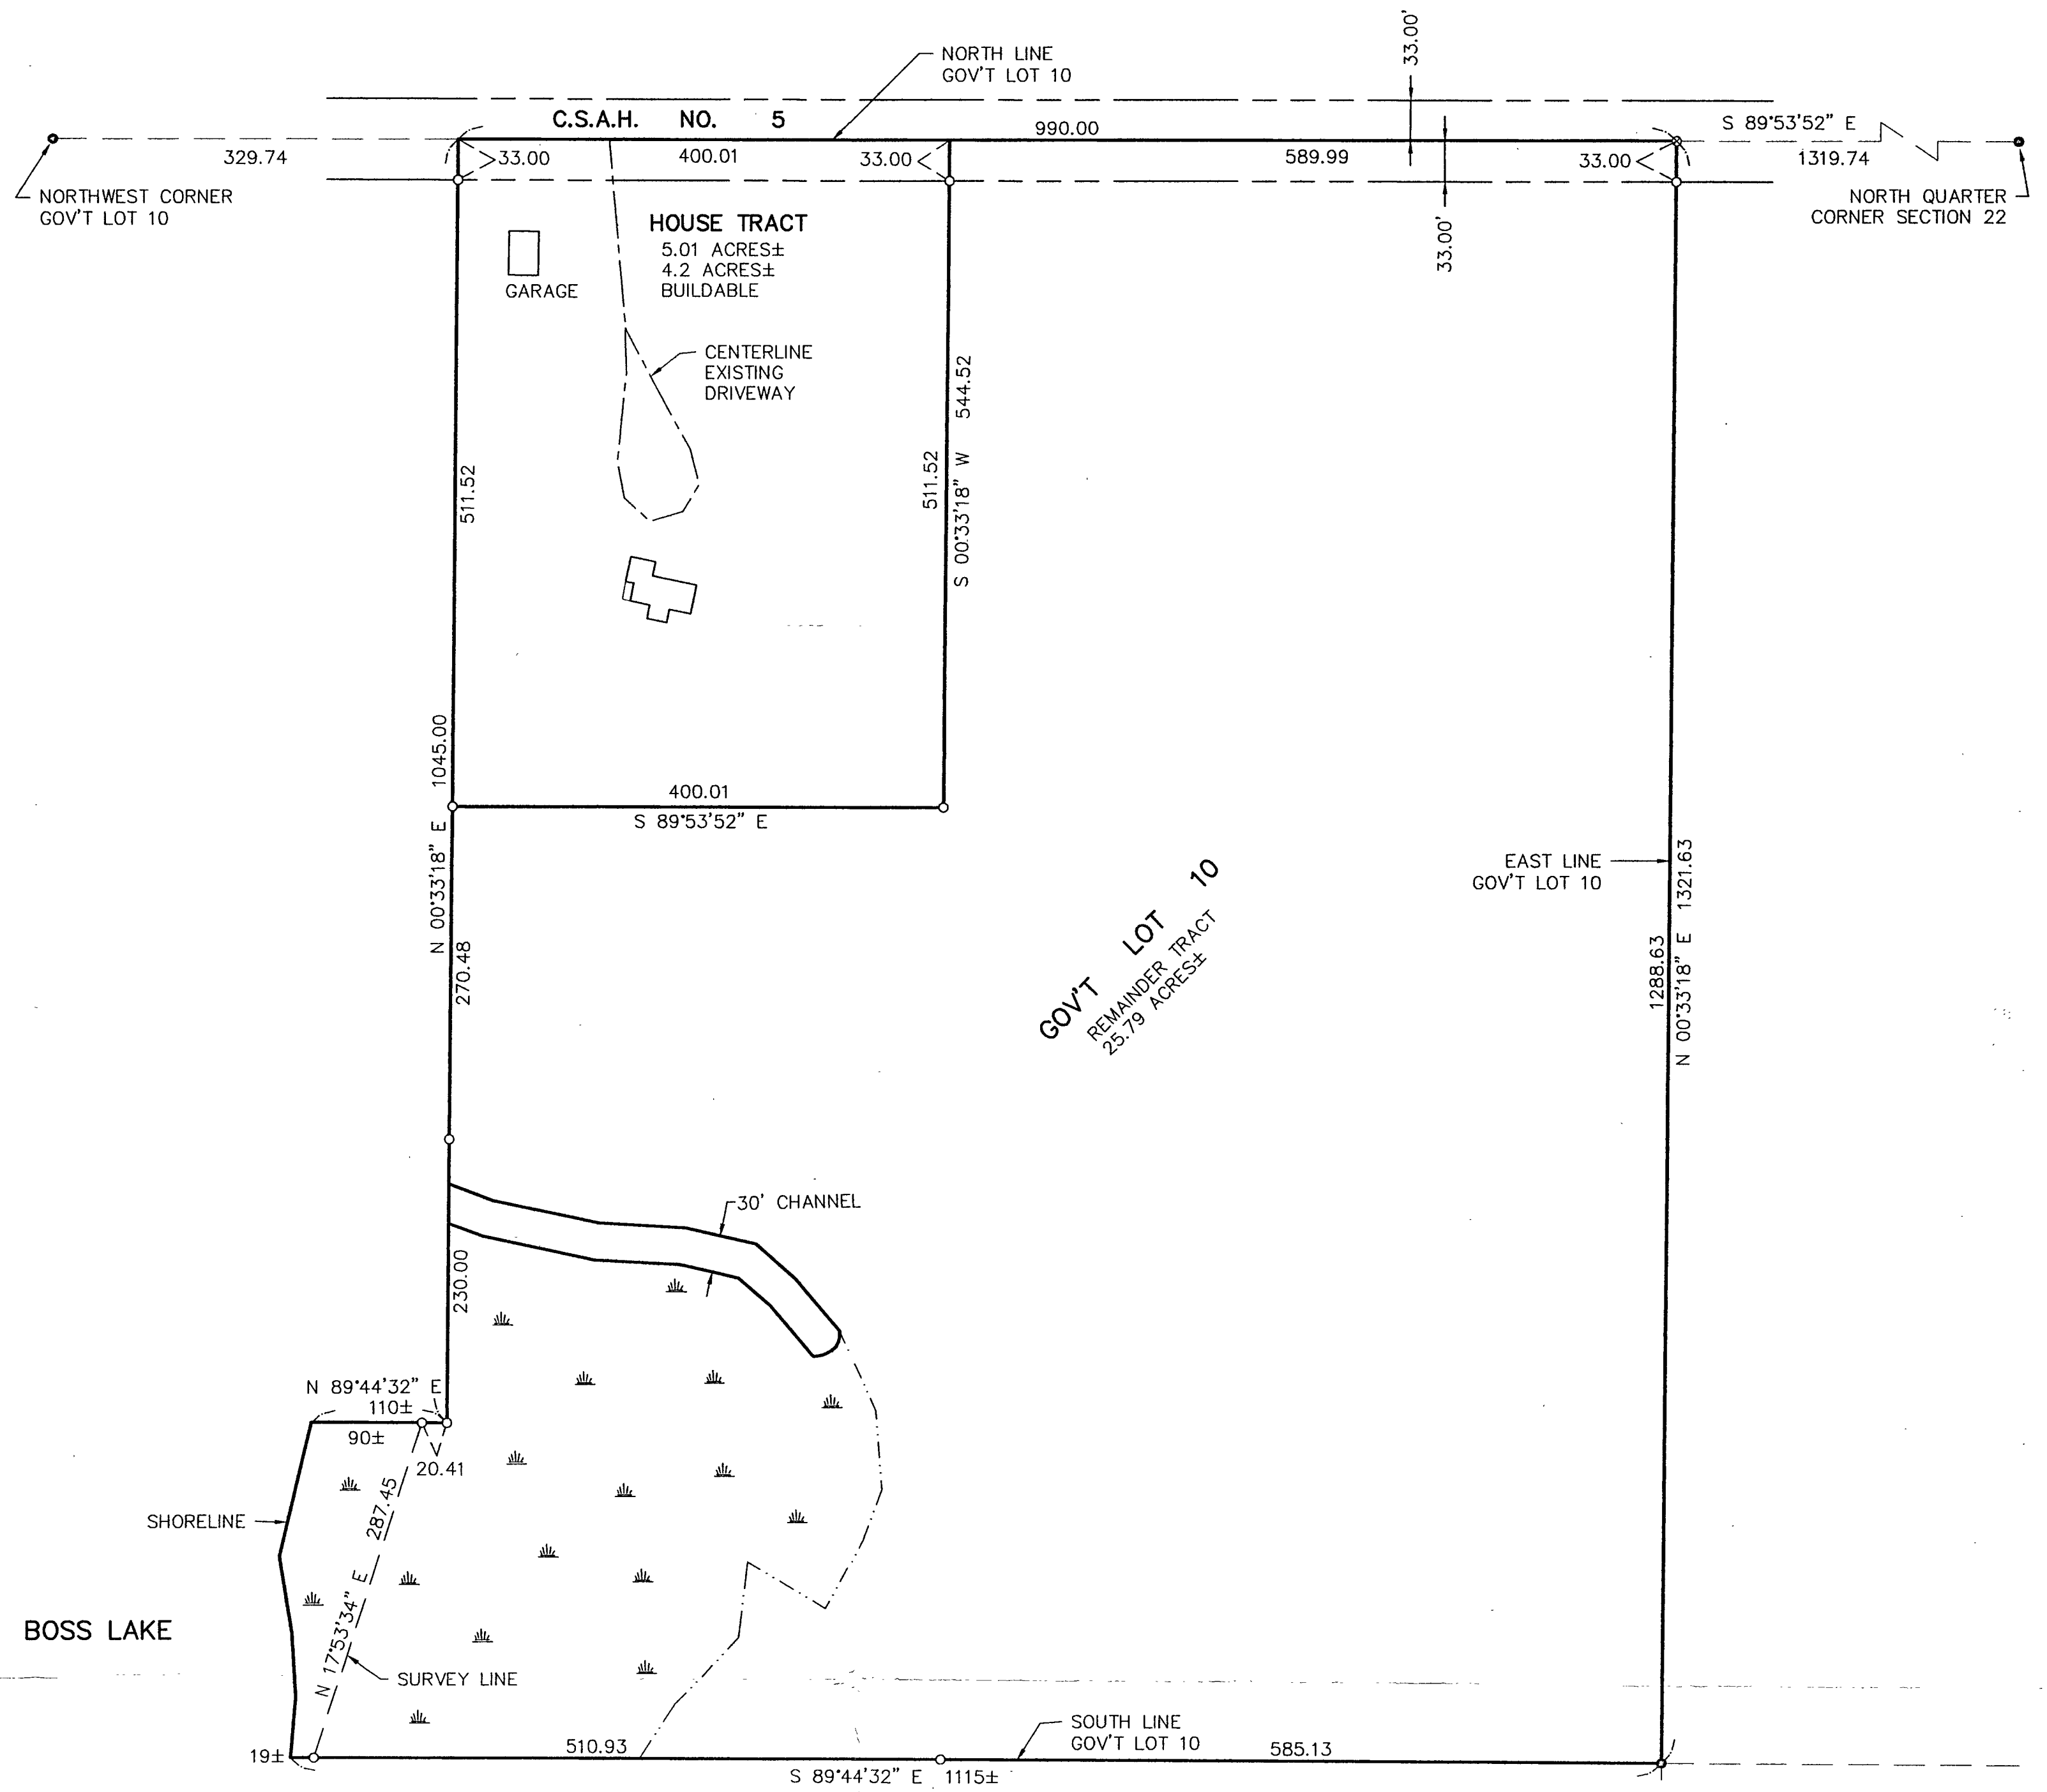 33.00'
NORTH LINE
GOV'T LOT 10
C.S.A.H. NO. 5
990.00
S 89°53'52" E
329.74
33.00
400.01
33.00
589.99
33.00
1319.74
NORTHWEST CORNER
GOV'T LOT 10
NORTH QUARTER
CORNER SECTION 22
33.00'
HOUSE TRACT
5.01 ACRES±
4.2 ACRES±
BUILDABLE
GARAGE
CENTERLINE
EXISTING
DRIVEWAY
511.52
511.52
S 00°33'18" W 544.52
N 00°33'18" E 1045.00
400.01
S 89°53'52" E
EAST LINE
GOV'T LOT 10
1288.63
N 00°33'18" E 1321.63
GOV'T LOT 10
REMAINDER TRACT
25.79 ACRES±
270.48
30' CHANNEL
230.00
N 89°44'32" E
110±
90±
20.41
SHORELINE
N 17°53'34" E 287.45
BOSS LAKE
SURVEY LINE
19±
510.93
SOUTH LINE
GOV'T LOT 10
585.13
S 89°44'32" E 1115±